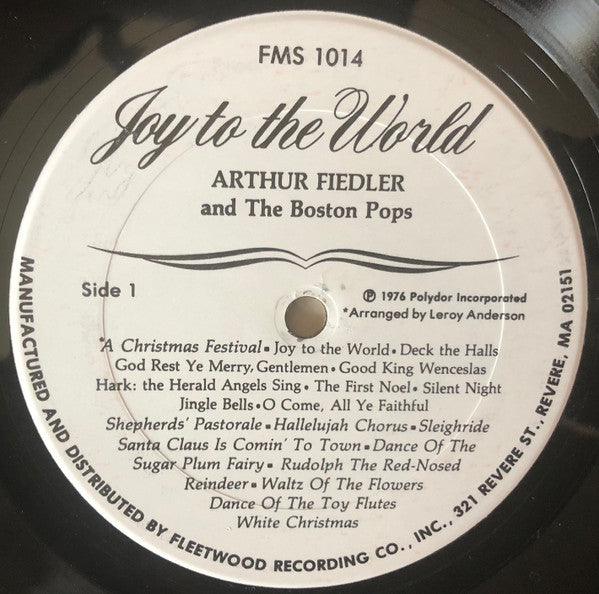 FMS 1014
Joy to the World
ARTHUR FIEDLER
and The Boston Pops
Side 1
℗ 1976 Polydor Incorporated
*Arranged by Leroy Anderson
*A Christmas Festival ▪ Joy to the World ▪ Deck the Halls
God Rest Ye Merry, Gentlemen ▪ Good King Wenceslas
Hark: the Herald Angels Sing ▪ The First Noel ▪ Silent Night
Jingle Bells ▪ O Come, All Ye Faithful
Shepherds' Pastorale ▪ Hallelujah Chorus ▪ Sleighride
Santa Claus Is Comin' To Town ▪ Dance Of The
Sugar Plum Fairy ▪ Rudolph The Red-Nosed
Reindeer ▪ Waltz Of The Flowers
Dance Of The Toy Flutes
White Christmas
MANUFACTURED AND DISTRIBUTED BY FLEETWOOD RECORDING CO., INC., 321 REVERE ST., REVERE, MA 02151